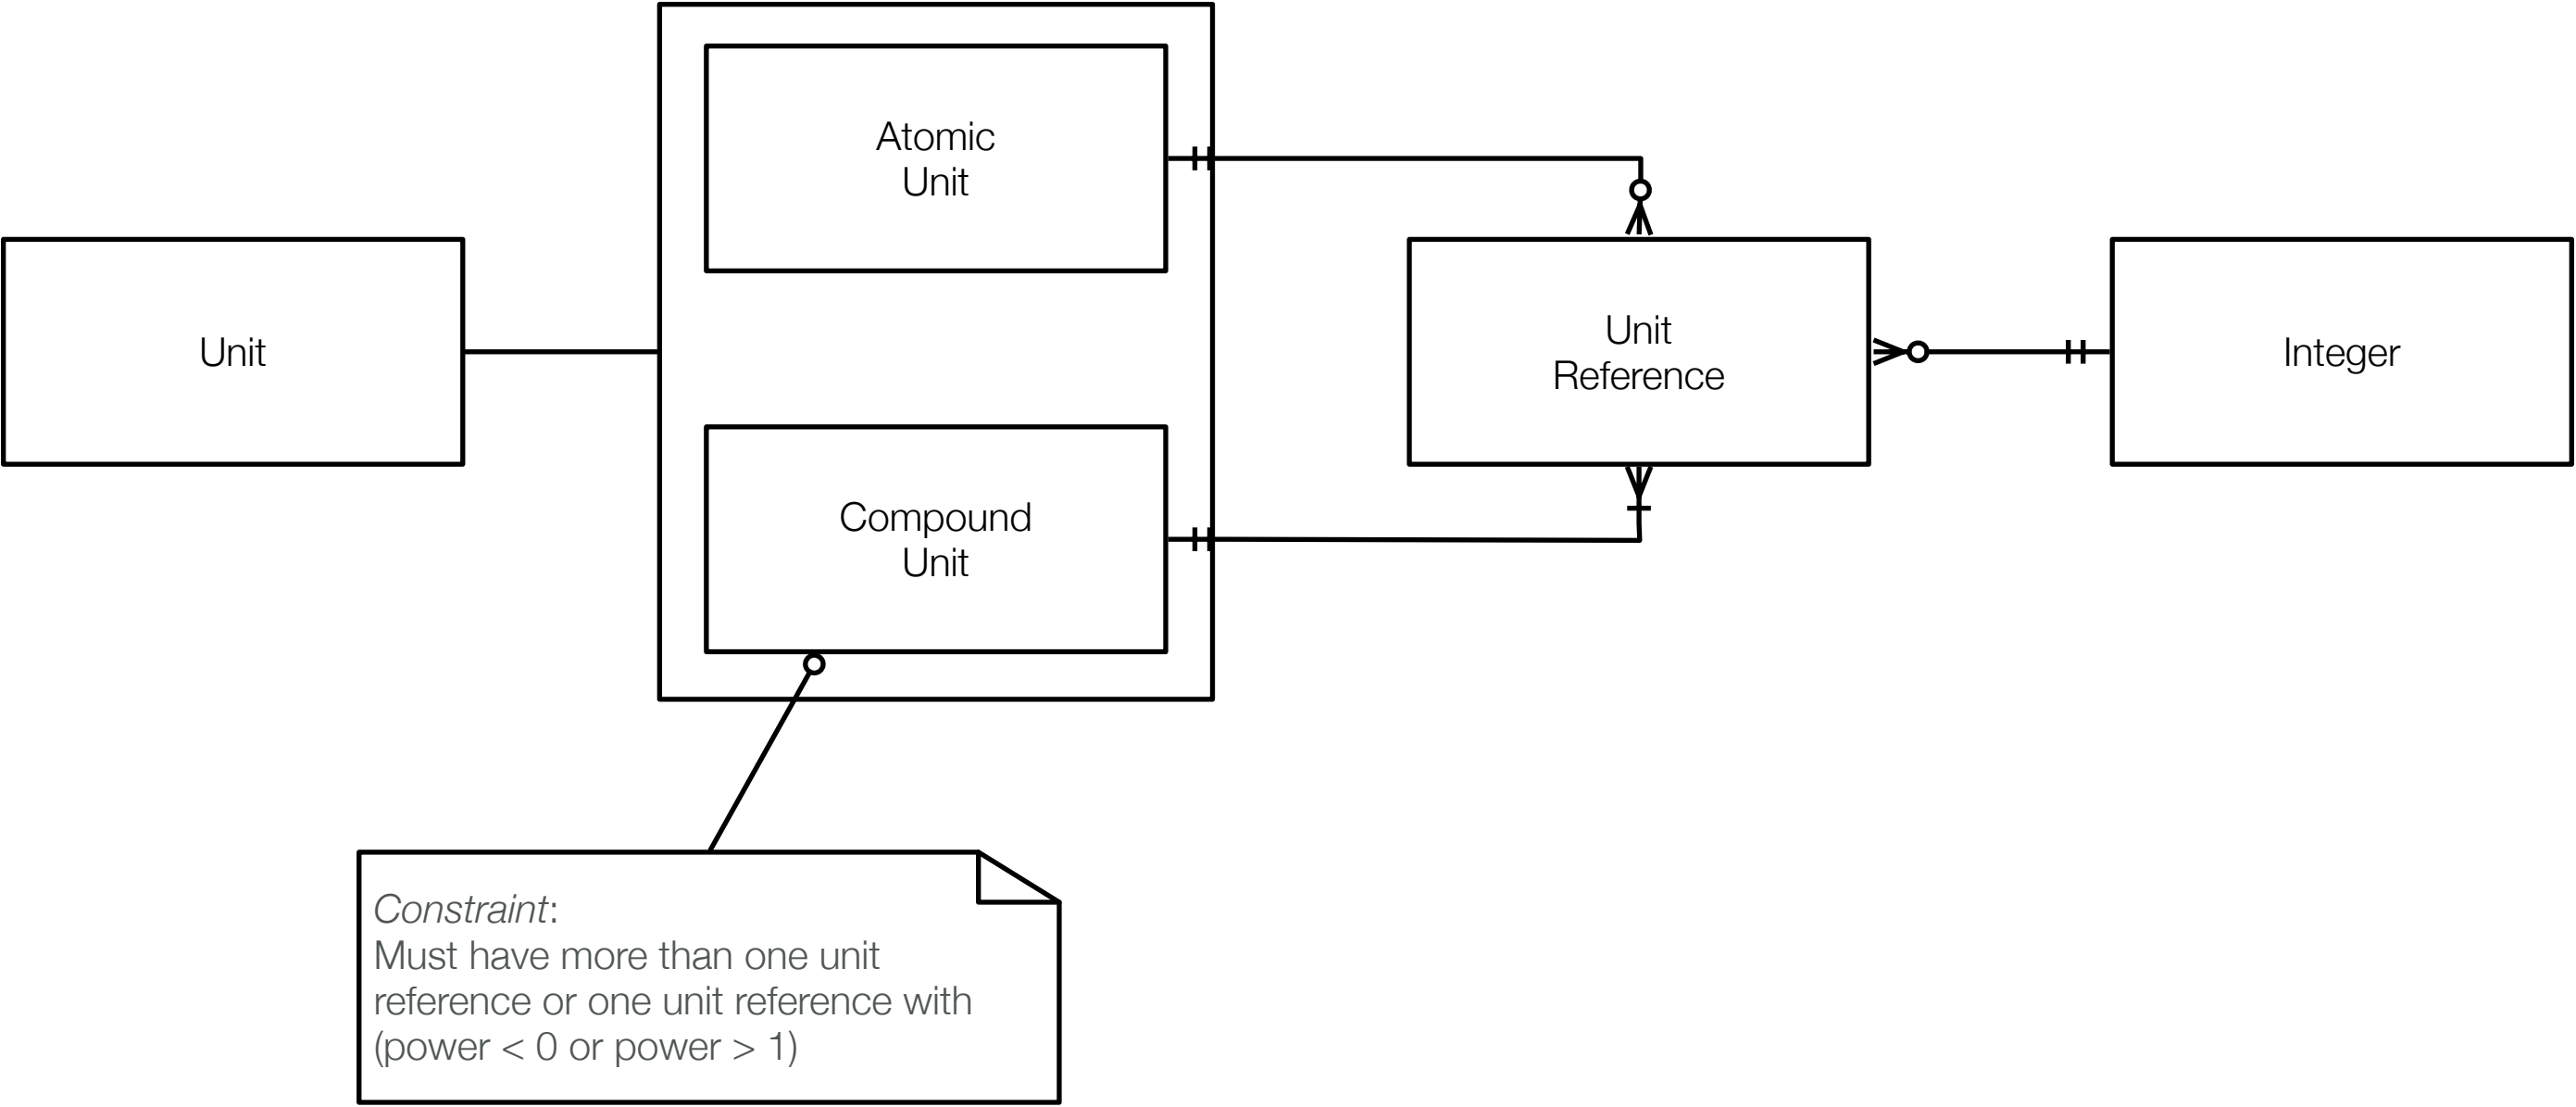 Atomic
Unit
Unit
Unit
Reference
Integer
Compound
Unit
Constraint:
Must have more than one unit
reference or one unit reference with
(power < 0 or power > 1)